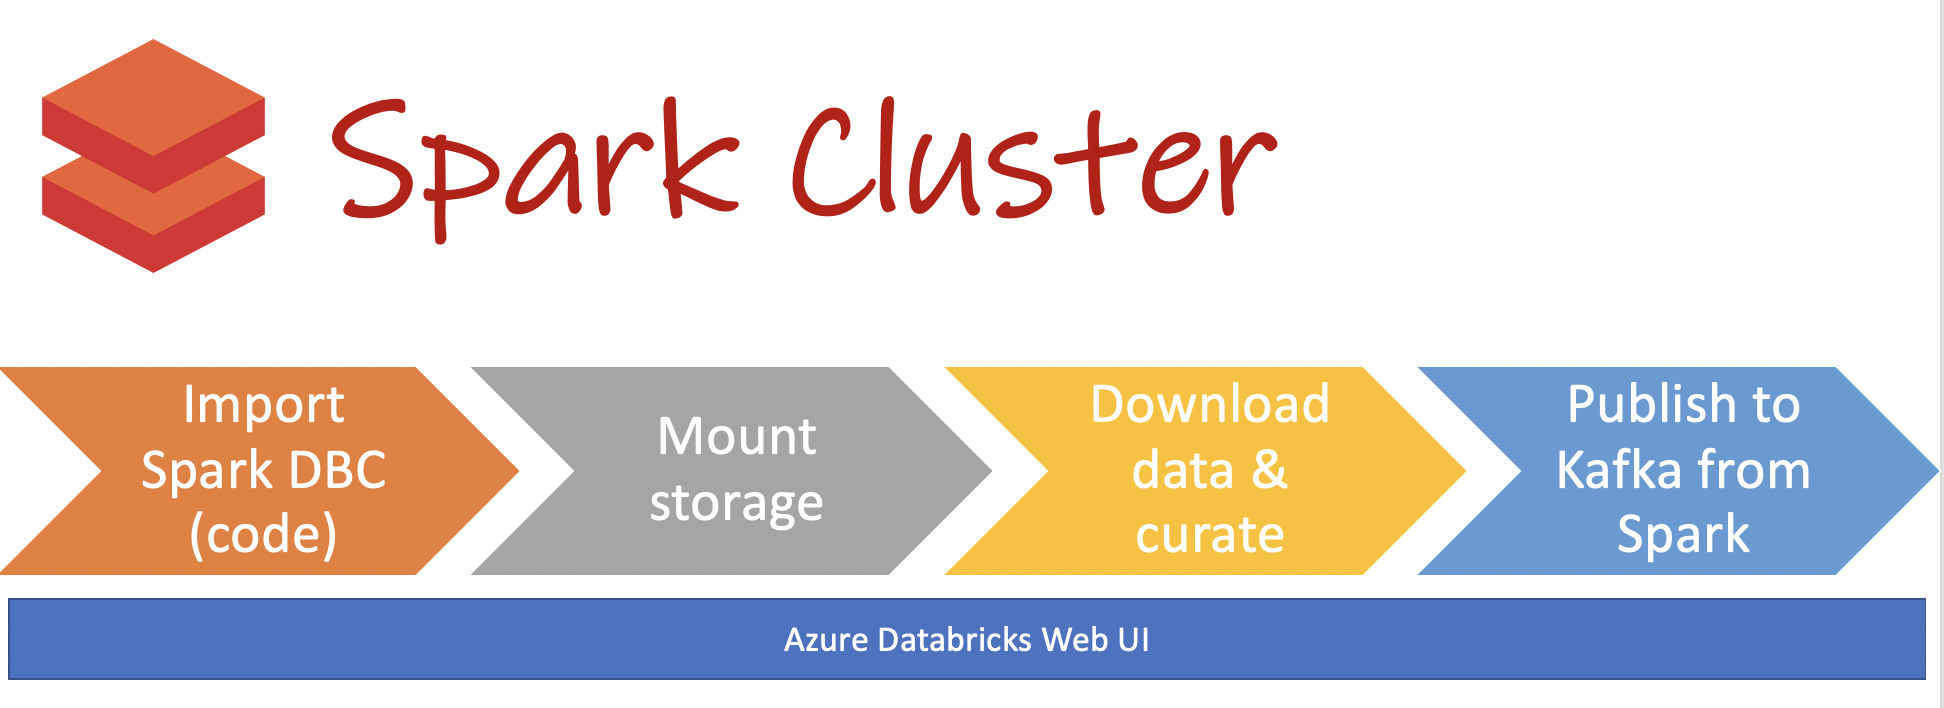 Spark Cluster
Import
Spark DBC
(code)
Mount
storage
Download
data &
curate
Publish to
Kafka from
Spark
Azure Databricks Web UI